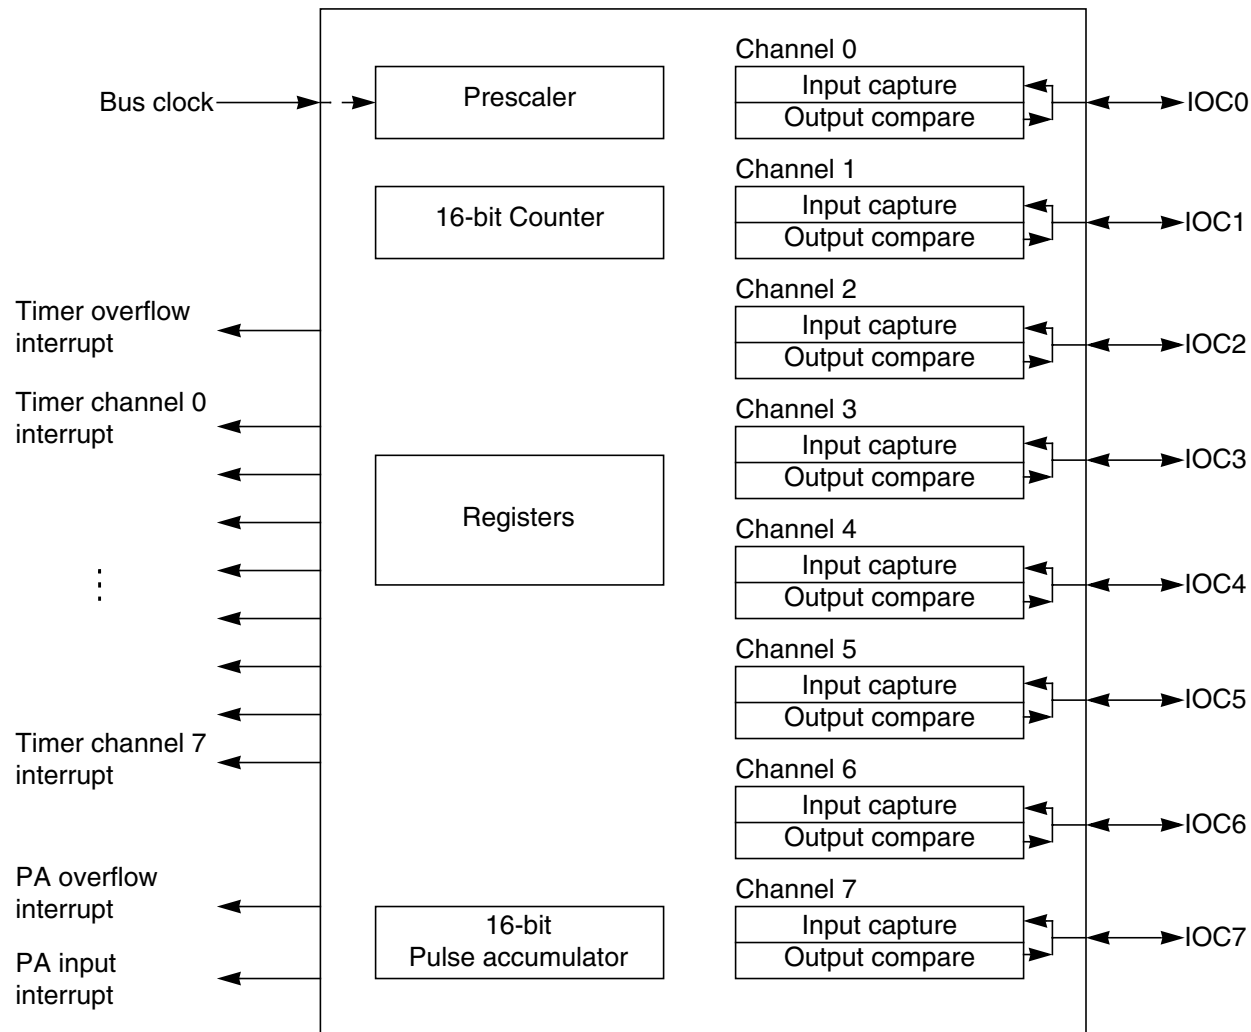 Bus clock
Timer overflow
interrupt
Timer channel 0
interrupt
Timer channel 7
interrupt
PA overflow
interrupt
PA input
interrupt
Prescaler
16-bit Counter
Registers
16-bit
Pulse accumulator
Channel 0
Input capture
Output compare
IOC0
Channel 1
Input capture
Output compare
IOC1
Channel 2
Input capture
Output compare
IOC2
Channel 3
Input capture
Output compare
IOC3
Channel 4
Input capture
Output compare
IOC4
Channel 5
Input capture
Output compare
IOC5
Channel 6
Input capture
Output compare
IOC6
Channel 7
Input capture
Output compare
IOC7